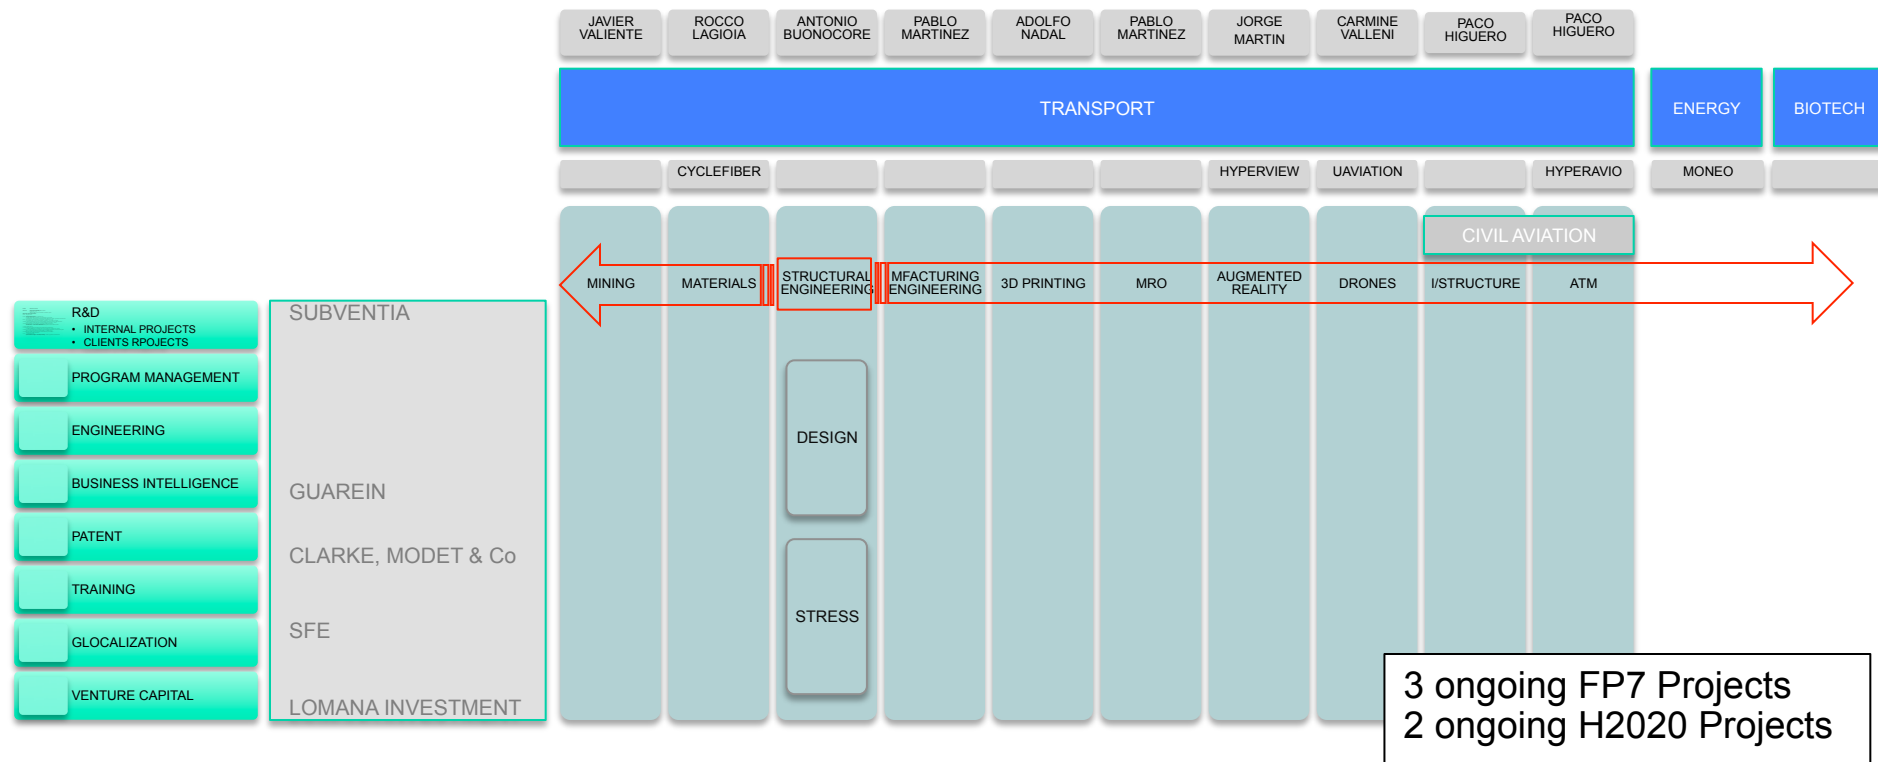 JAVIER
VALIENTE
ROCCO
LAGIOIA
ANTONIO
BUONOCORE
PABLO
MARTINEZ
ADOLFO
NADAL
PABLO
MARTINEZ
JORGE
MARTIN
CARMINE
VALLENI
PACO
HIGUERO
PACO
HIGUERO
TRANSPORT
ENERGY
BIOTECH
CYCLEFIBER
HYPERVIEW
UAVIATION
HYPERAVIO
MONEO
CIVIL AVIATION
MINING
MATERIALS
STRUCTURAL
ENGINEERING
MFACTURING
ENGINEERING
3D PRINTING
MRO
AUGMENTED
REALITY
DRONES
I/STRUCTURE
ATM
R&D
• INTERNAL PROJECTS
• CLIENTS RPOJECTS
PROGRAM MANAGEMENT
ENGINEERING
BUSINESS INTELLIGENCE
PATENT
TRAINING
GLOCALIZATION
VENTURE CAPITAL
SUBVENTIA
GUAREIN
CLARKE, MODET & Co
SFE
LOMANA INVESTMENT
DESIGN
STRESS
3 ongoing FP7 Projects
2 ongoing H2020 Projects